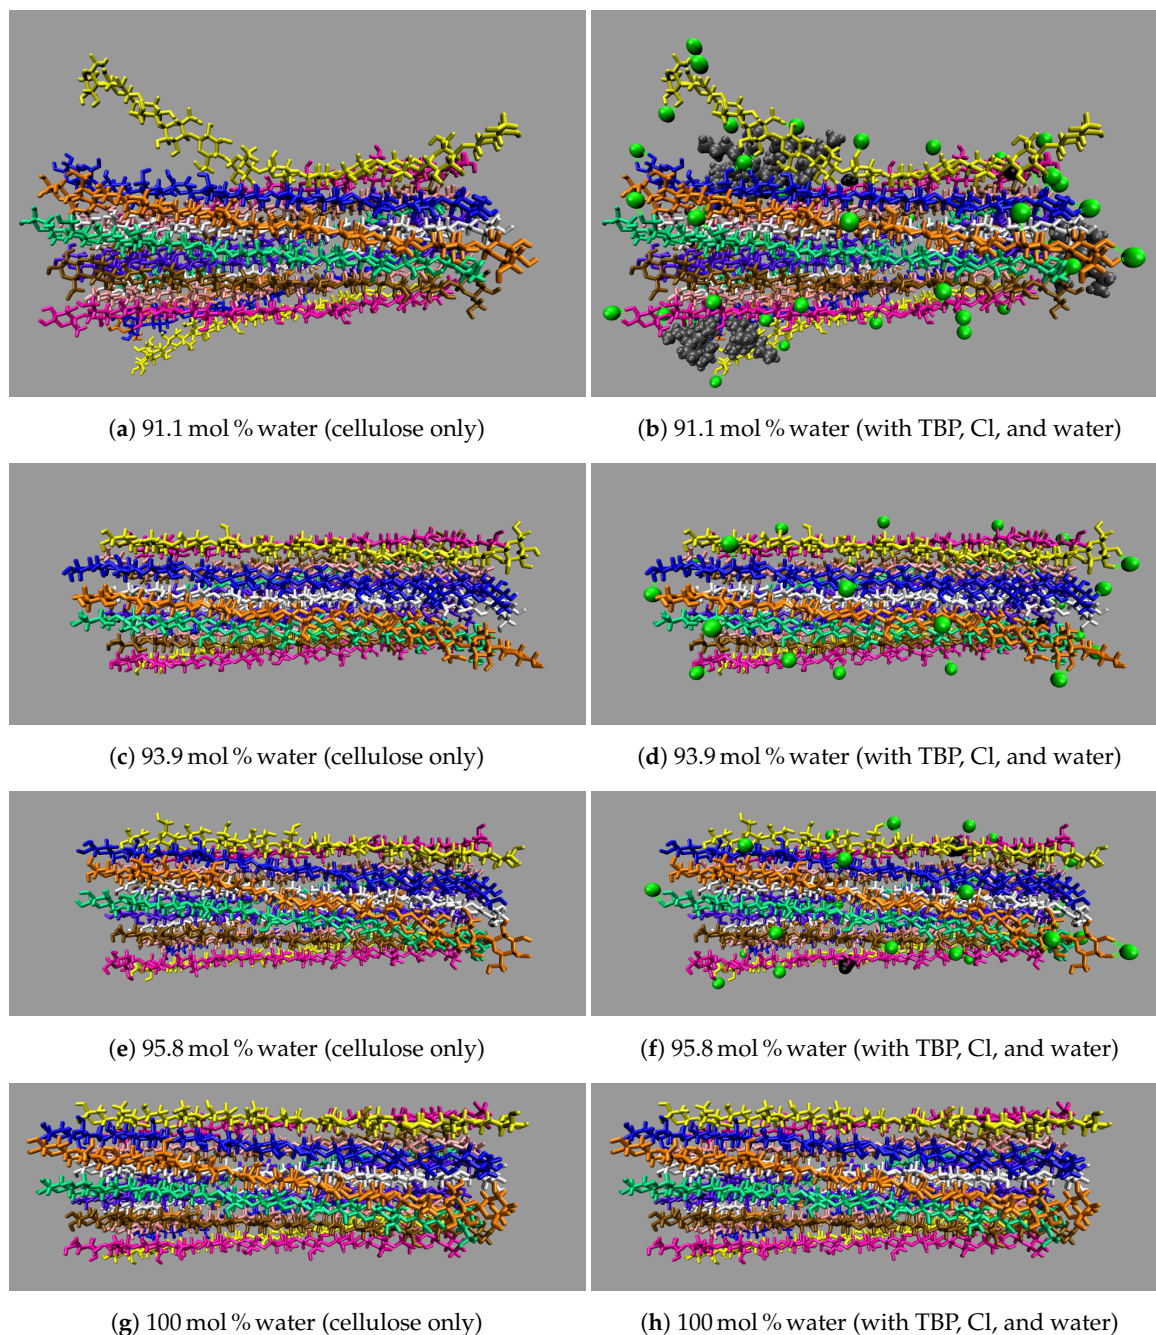 (a) 91.1 mol % water (cellulose only)
(b) 91.1 mol % water (with TBP, Cl, and water)
(c) 93.9 mol % water (cellulose only)
(d) 93.9 mol % water (with TBP, Cl, and water)
(e) 95.8 mol % water (cellulose only)
(f) 95.8 mol % water (with TBP, Cl, and water)
(g) 100 mol % water (cellulose only)
(h) 100 mol % water (with TBP, Cl, and water)